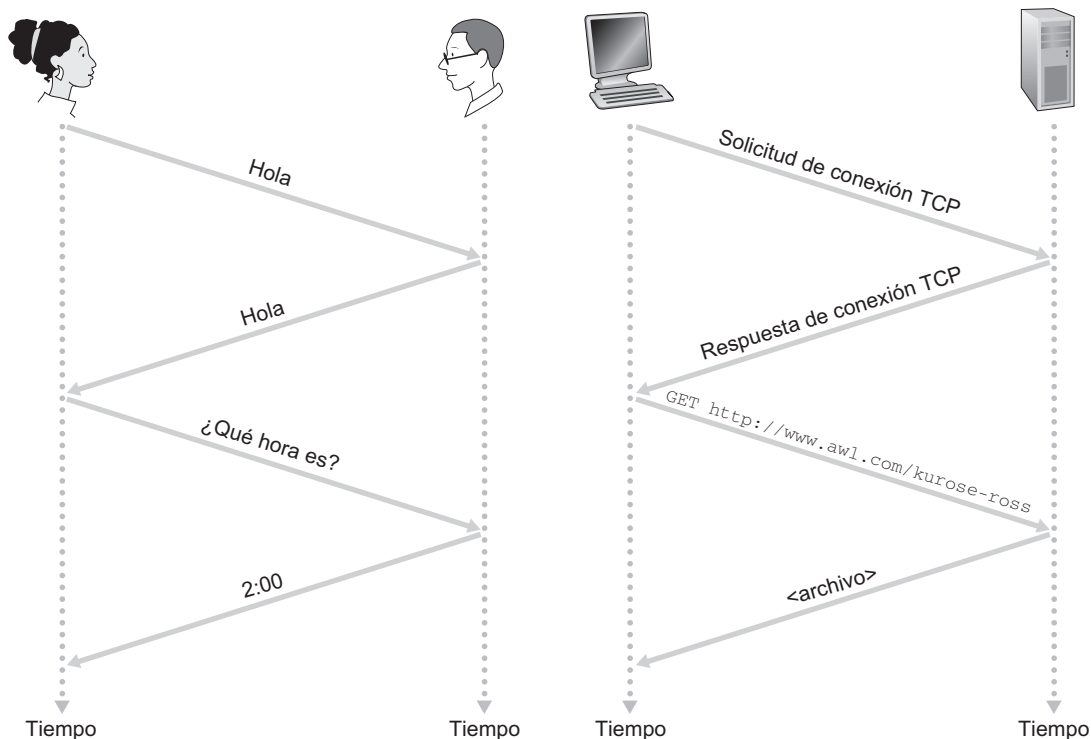 Hola
Hola
¿Qué hora es?
2:00
Tiempo
Tiempo
Solicitud de conexión TCP
Respuesta de conexión TCP
GET http://www.awl.com/kurose-ross
<archivo>
Tiempo
Tiempo